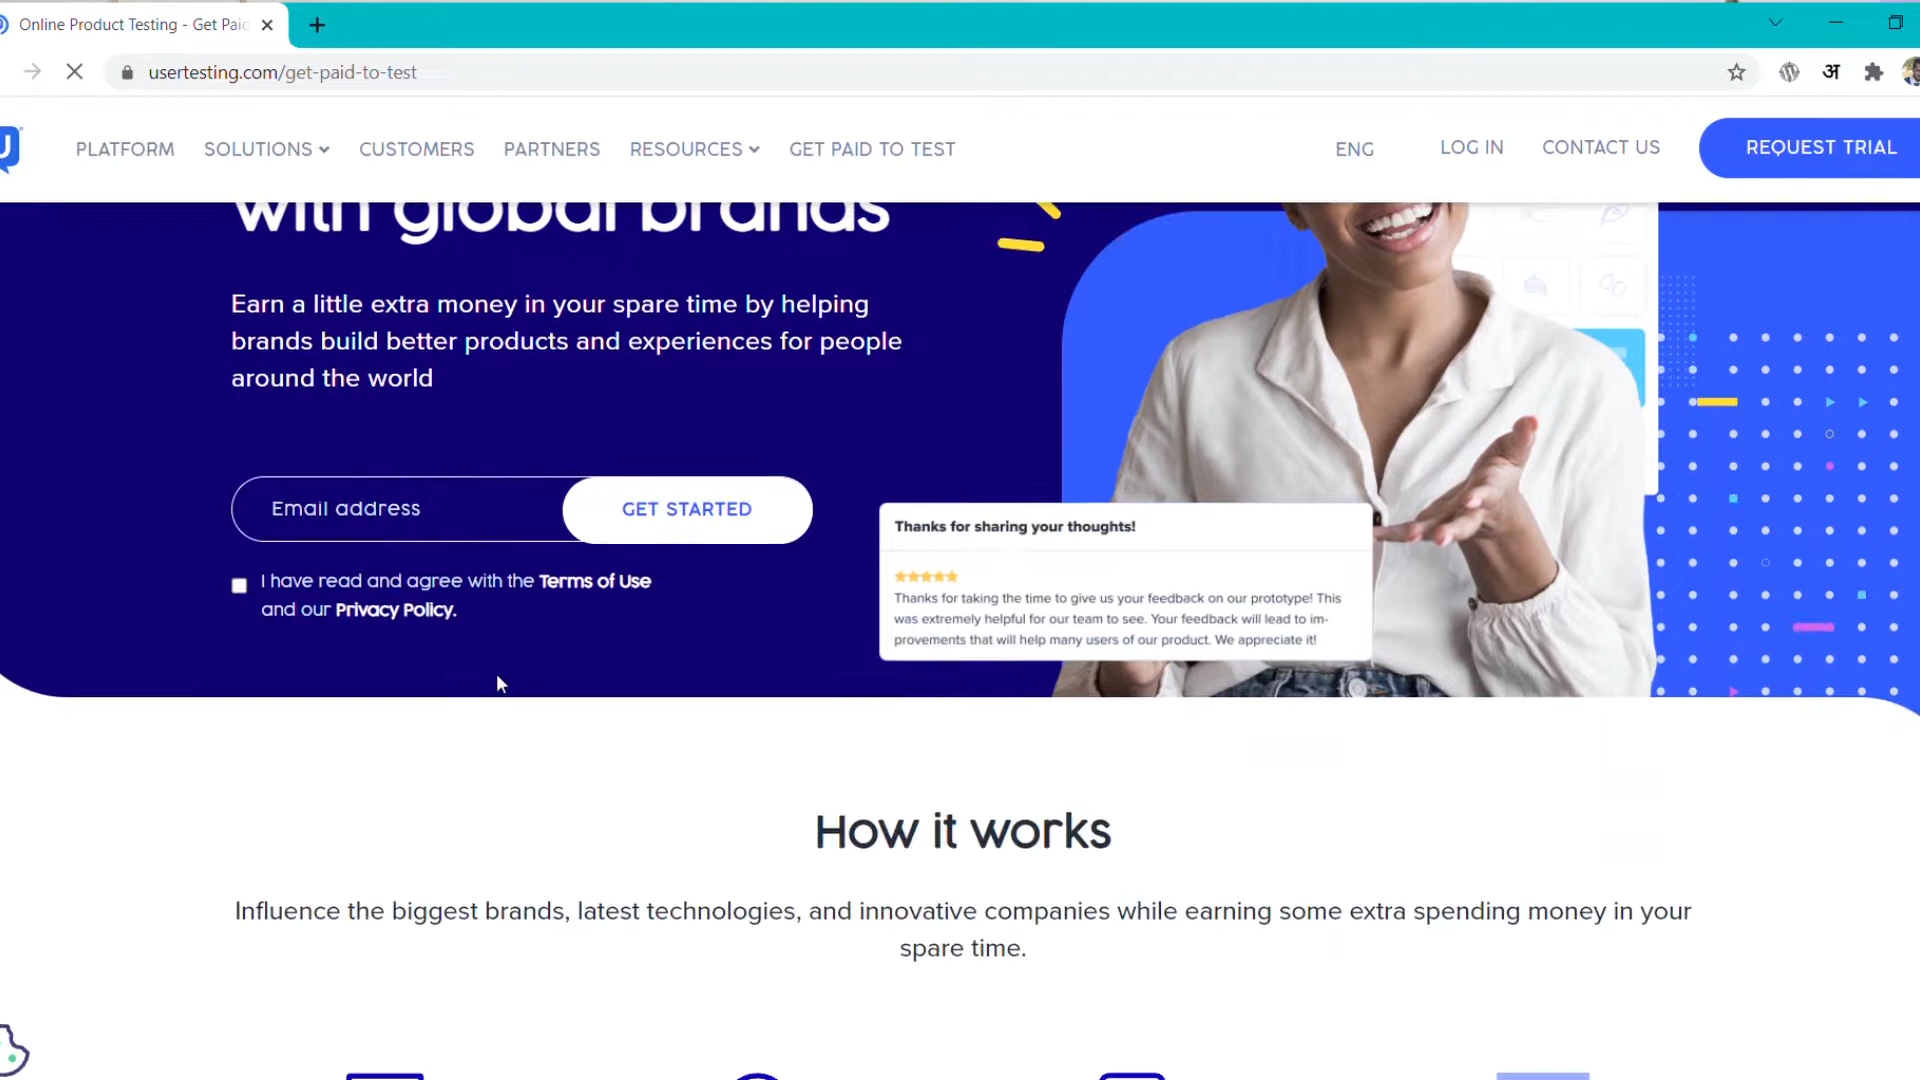 Online Product Testing - Get Paid
usertesting.com/get-paid-to-test
अ
PLATFORM SOLUTIONS CUSTOMERS PARTNERS RESOURCES GET PAID TO TEST ENG LOG IN CONTACT US REQUEST TRIAL
with global brands
Earn a little extra money in your spare time by helping
brands build better products and experiences for people
around the world
Email address GET STARTED
I have read and agree with the Terms of Use
and our Privacy Policy.
Thanks for sharing your thoughts!
Thanks for taking the time to give us your feedback on our prototype! This
was extremely helpful for our team to see. Your feedback will lead to im-
provements that will help many users of our product. We appreciate it!
How it works
Influence the biggest brands, latest technologies, and innovative companies while earning some extra spending money in your
spare time.